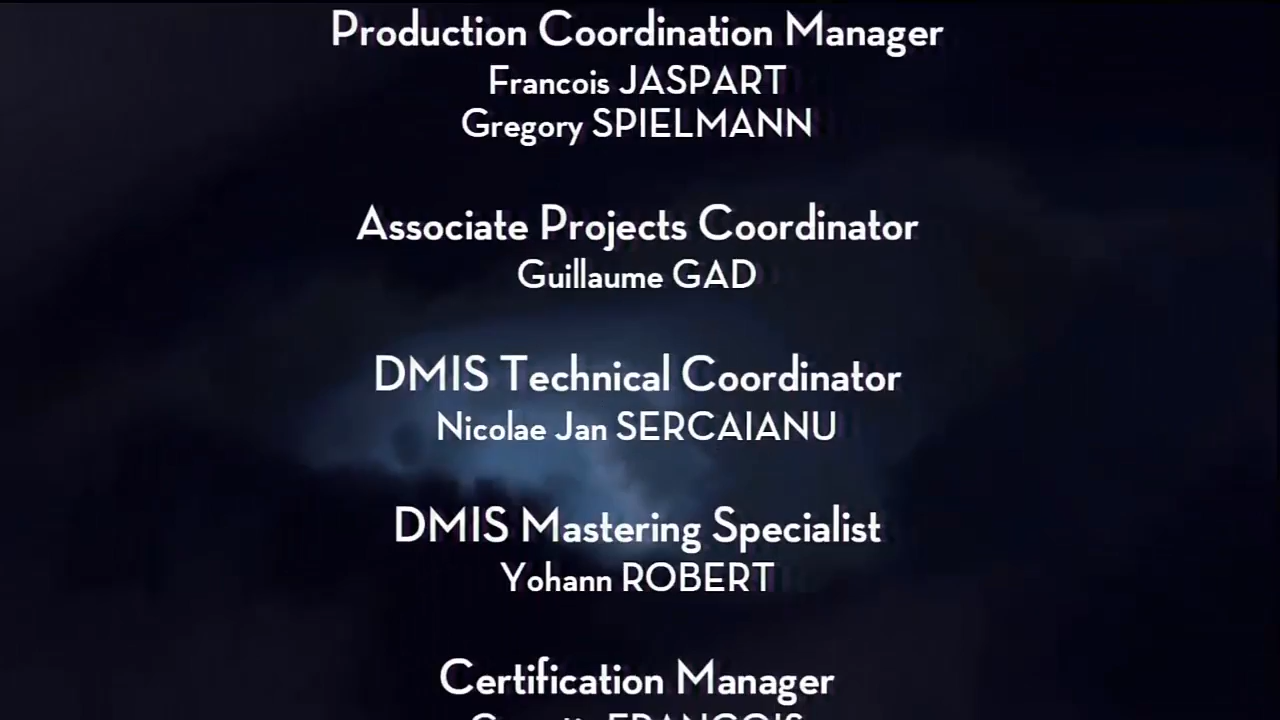 Production Coordination Manager
Francois JASPART
Gregory SPIELMANN
Associate Projects Coordinator
Guillaume GAD
DMIS Technical Coordinator
Nicolae Jan SERCAIANU
DMIS Mastering Specialist
Yohann ROBERT
Certification Manager
FRANCOIS